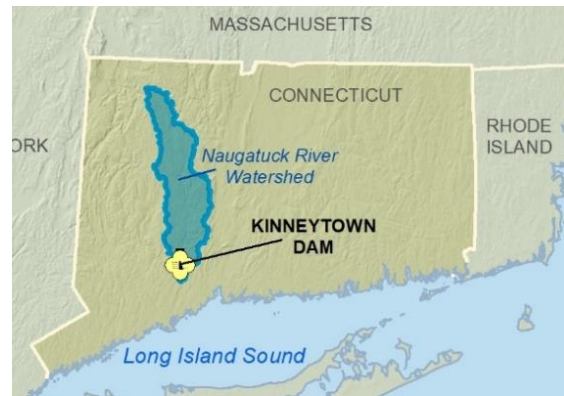 MASSACHUSETTS
CONNECTICUT
RHODE
ISLAND
ORK
Naugatuck River
Watershed
KINNEYTOWN
DAM
Long Island Sound